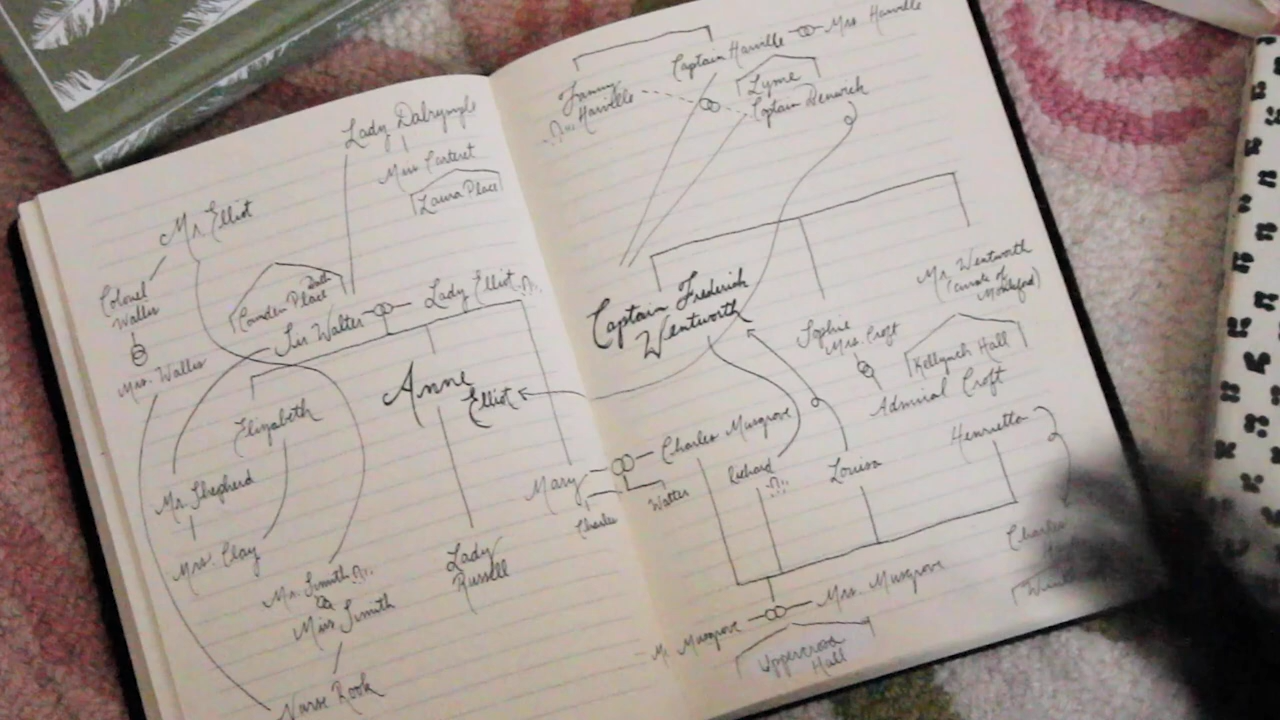 Lady Dalrymple
Miss Carteret
Laura Place
Mr Elliot
Colonel
Wallis
Mrs. Wallis
Camden Place
Bath
Sir Walter
Lady Elliot
Elizabeth
Anne
Elliot
Mary
Mr. Shepherd
Mrs. Clay
Mr. Smith
Miss Smith
Lady
Russell
Nurse Rook
Fanny
Harville
Captain Harville
Mrs. Harville
Lyme
Captain Benwick
Captain Frederick
Wentworth
Mr. Wentworth
(curate of
Monkford)
Sophie
Mrs. Croft
Kellynch Hall
Admiral Croft
Charles Musgrove
Charles
Walter
Richard
Louisa
Henrietta
Charles
Mrs. Musgrove
Mr. Musgrove
Uppercross
Hall